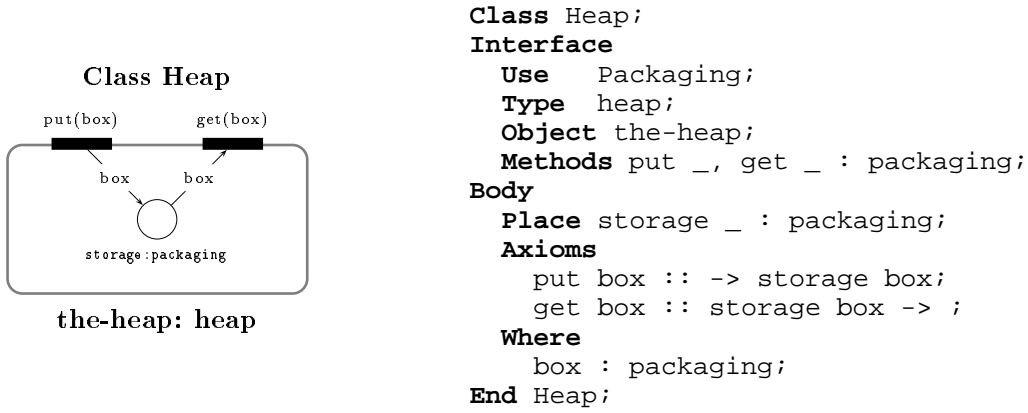 Class Heap
put(box) get(box)
box box
storage:packaging
the-heap: heap
Class Heap;
Interface
Use Packaging;
Type heap;
Object the-heap;
Methods put _, get _ : packaging;
Body
Place storage _ : packaging;
Axioms
put box :: -> storage box;
get box :: storage box -> ;
Where
box : packaging;
End Heap;